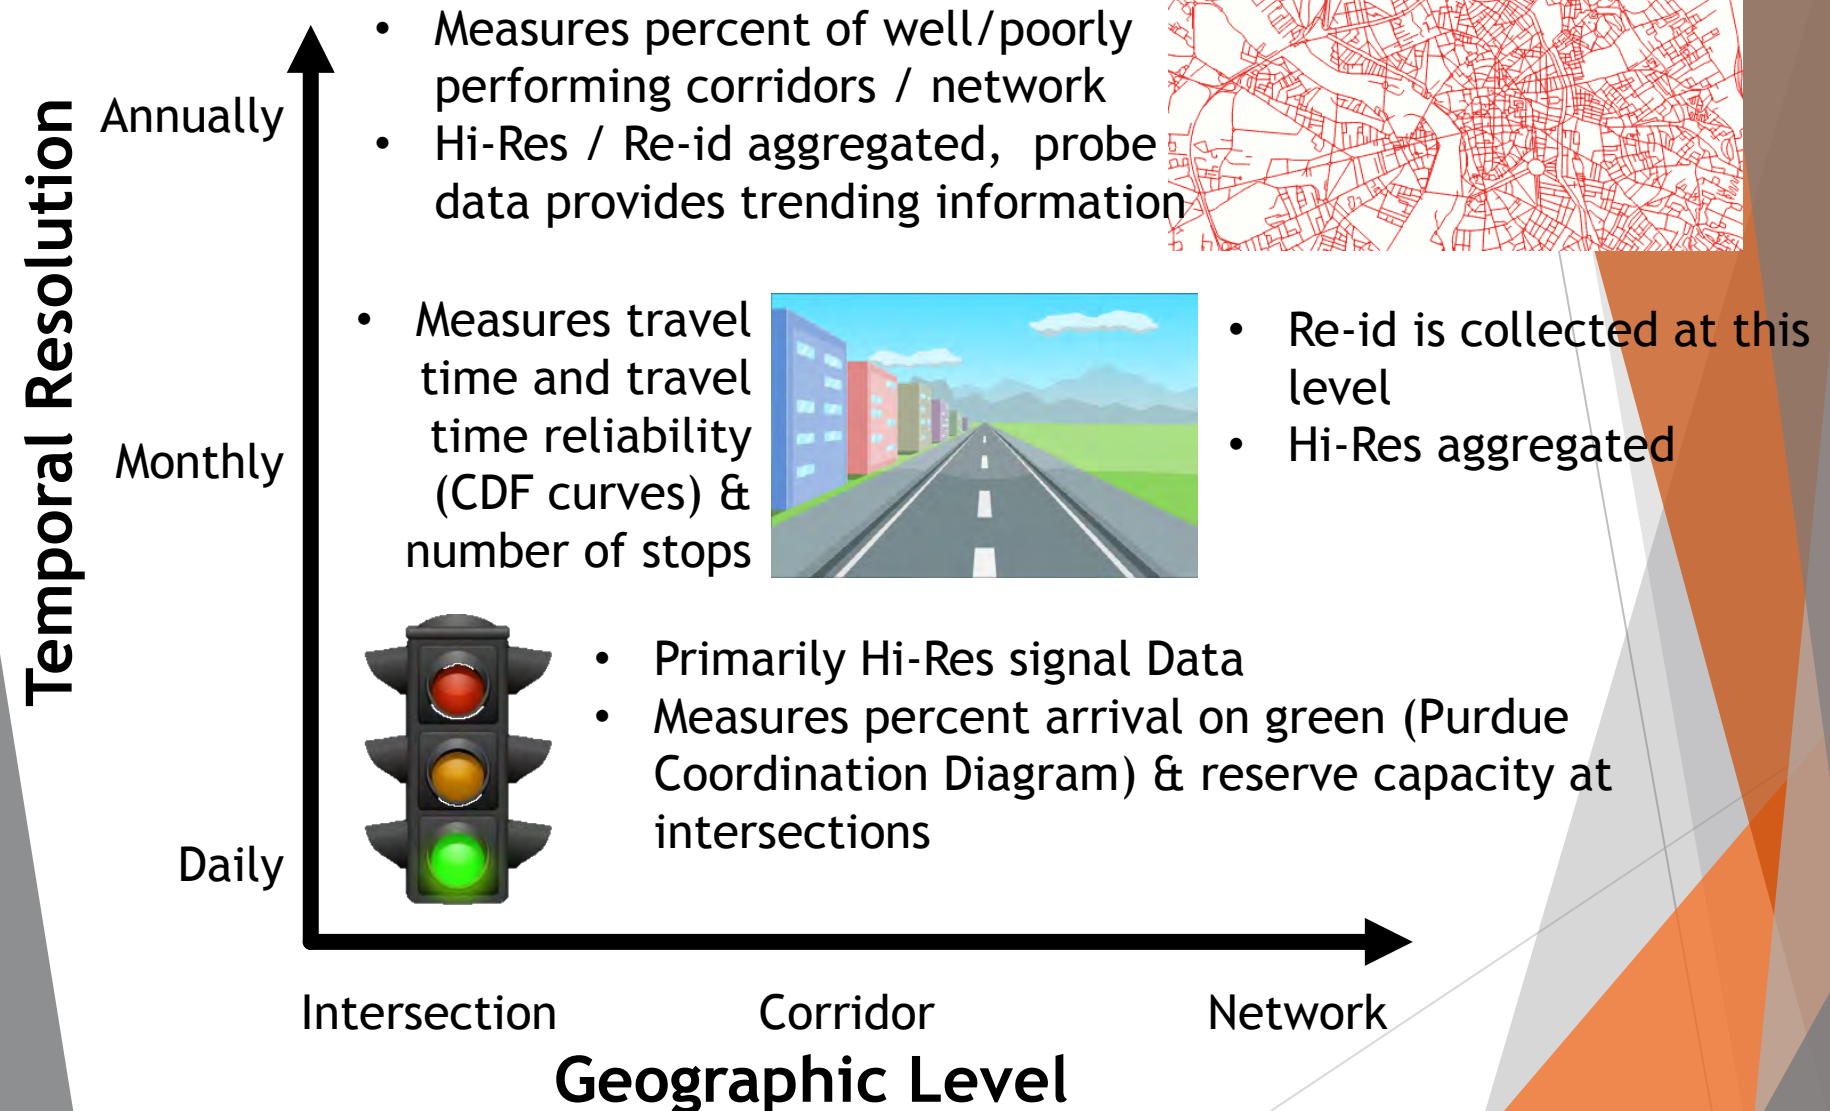 • Measures percent of well/poorly
performing corridors / network
• Hi-Res / Re-id aggregated, probe
data provides trending information
Annually
Temporal Resolution
• Measures travel
time and travel
time reliability
(CDF curves) &
number of stops
• Re-id is collected at this
level
• Hi-Res aggregated
Monthly
• Primarily Hi-Res signal Data
• Measures percent arrival on green (Purdue
Coordination Diagram) & reserve capacity at
intersections
Daily
Intersection
Corridor
Network
Geographic Level